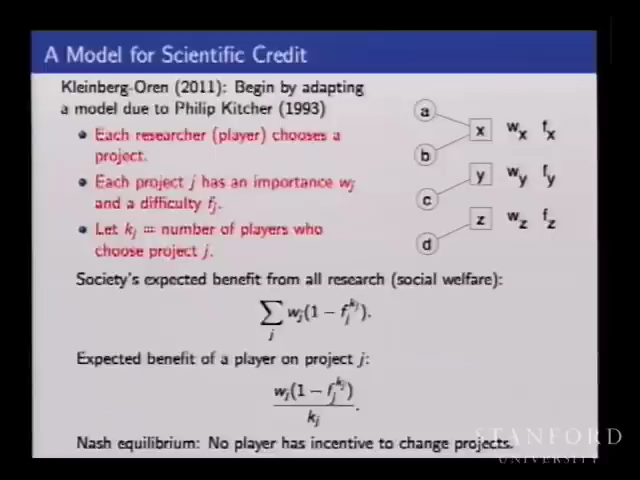 A Model for Scientific Credit
Kleinberg-Oren (2011): Begin by adapting
a model due to Philip Kitcher (1993)
• Each researcher (player) chooses a
project.
• Each project j has an importance w_j
and a difficulty f_j.
• Let k_j = number of players who
choose project j.
a
x w_x f_x
b
y w_y f_y
c
z w_z f_z
d
Society's expected benefit from all research (social welfare):
∑_j w_j(1 − f_j^{k_j}).
Expected benefit of a player on project j:
w_j(1 − f_j^{k_j})
k_j .
Nash equilibrium: No player has incentive to change projects.
STANFORD
UNIVERSITY